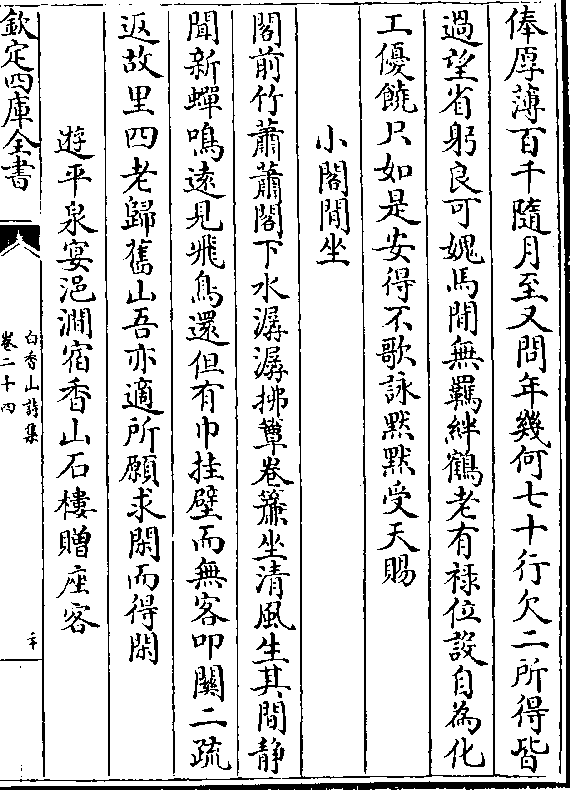 俸厚薄百千隨月至又問年幾何七十行欠二所得皆
過望省躬良可媿馬閒無羈絆鶴老有祿位設自為化
工優饒只如是安得不歌詠默默受天賜
小閣閒坐
閣前竹蕭蕭閣下水潺潺拂簟卷簾坐清風生其間静
聞新蟬鳴逺見飛鳥還但有巾挂壁而無客叩關二疏
返故里四老歸舊山吾亦適所願求閑而得閑
遊平泉宴浥澗宿香山石樓贈座客
欽定四庫全書
白香山詩集
卷二十四